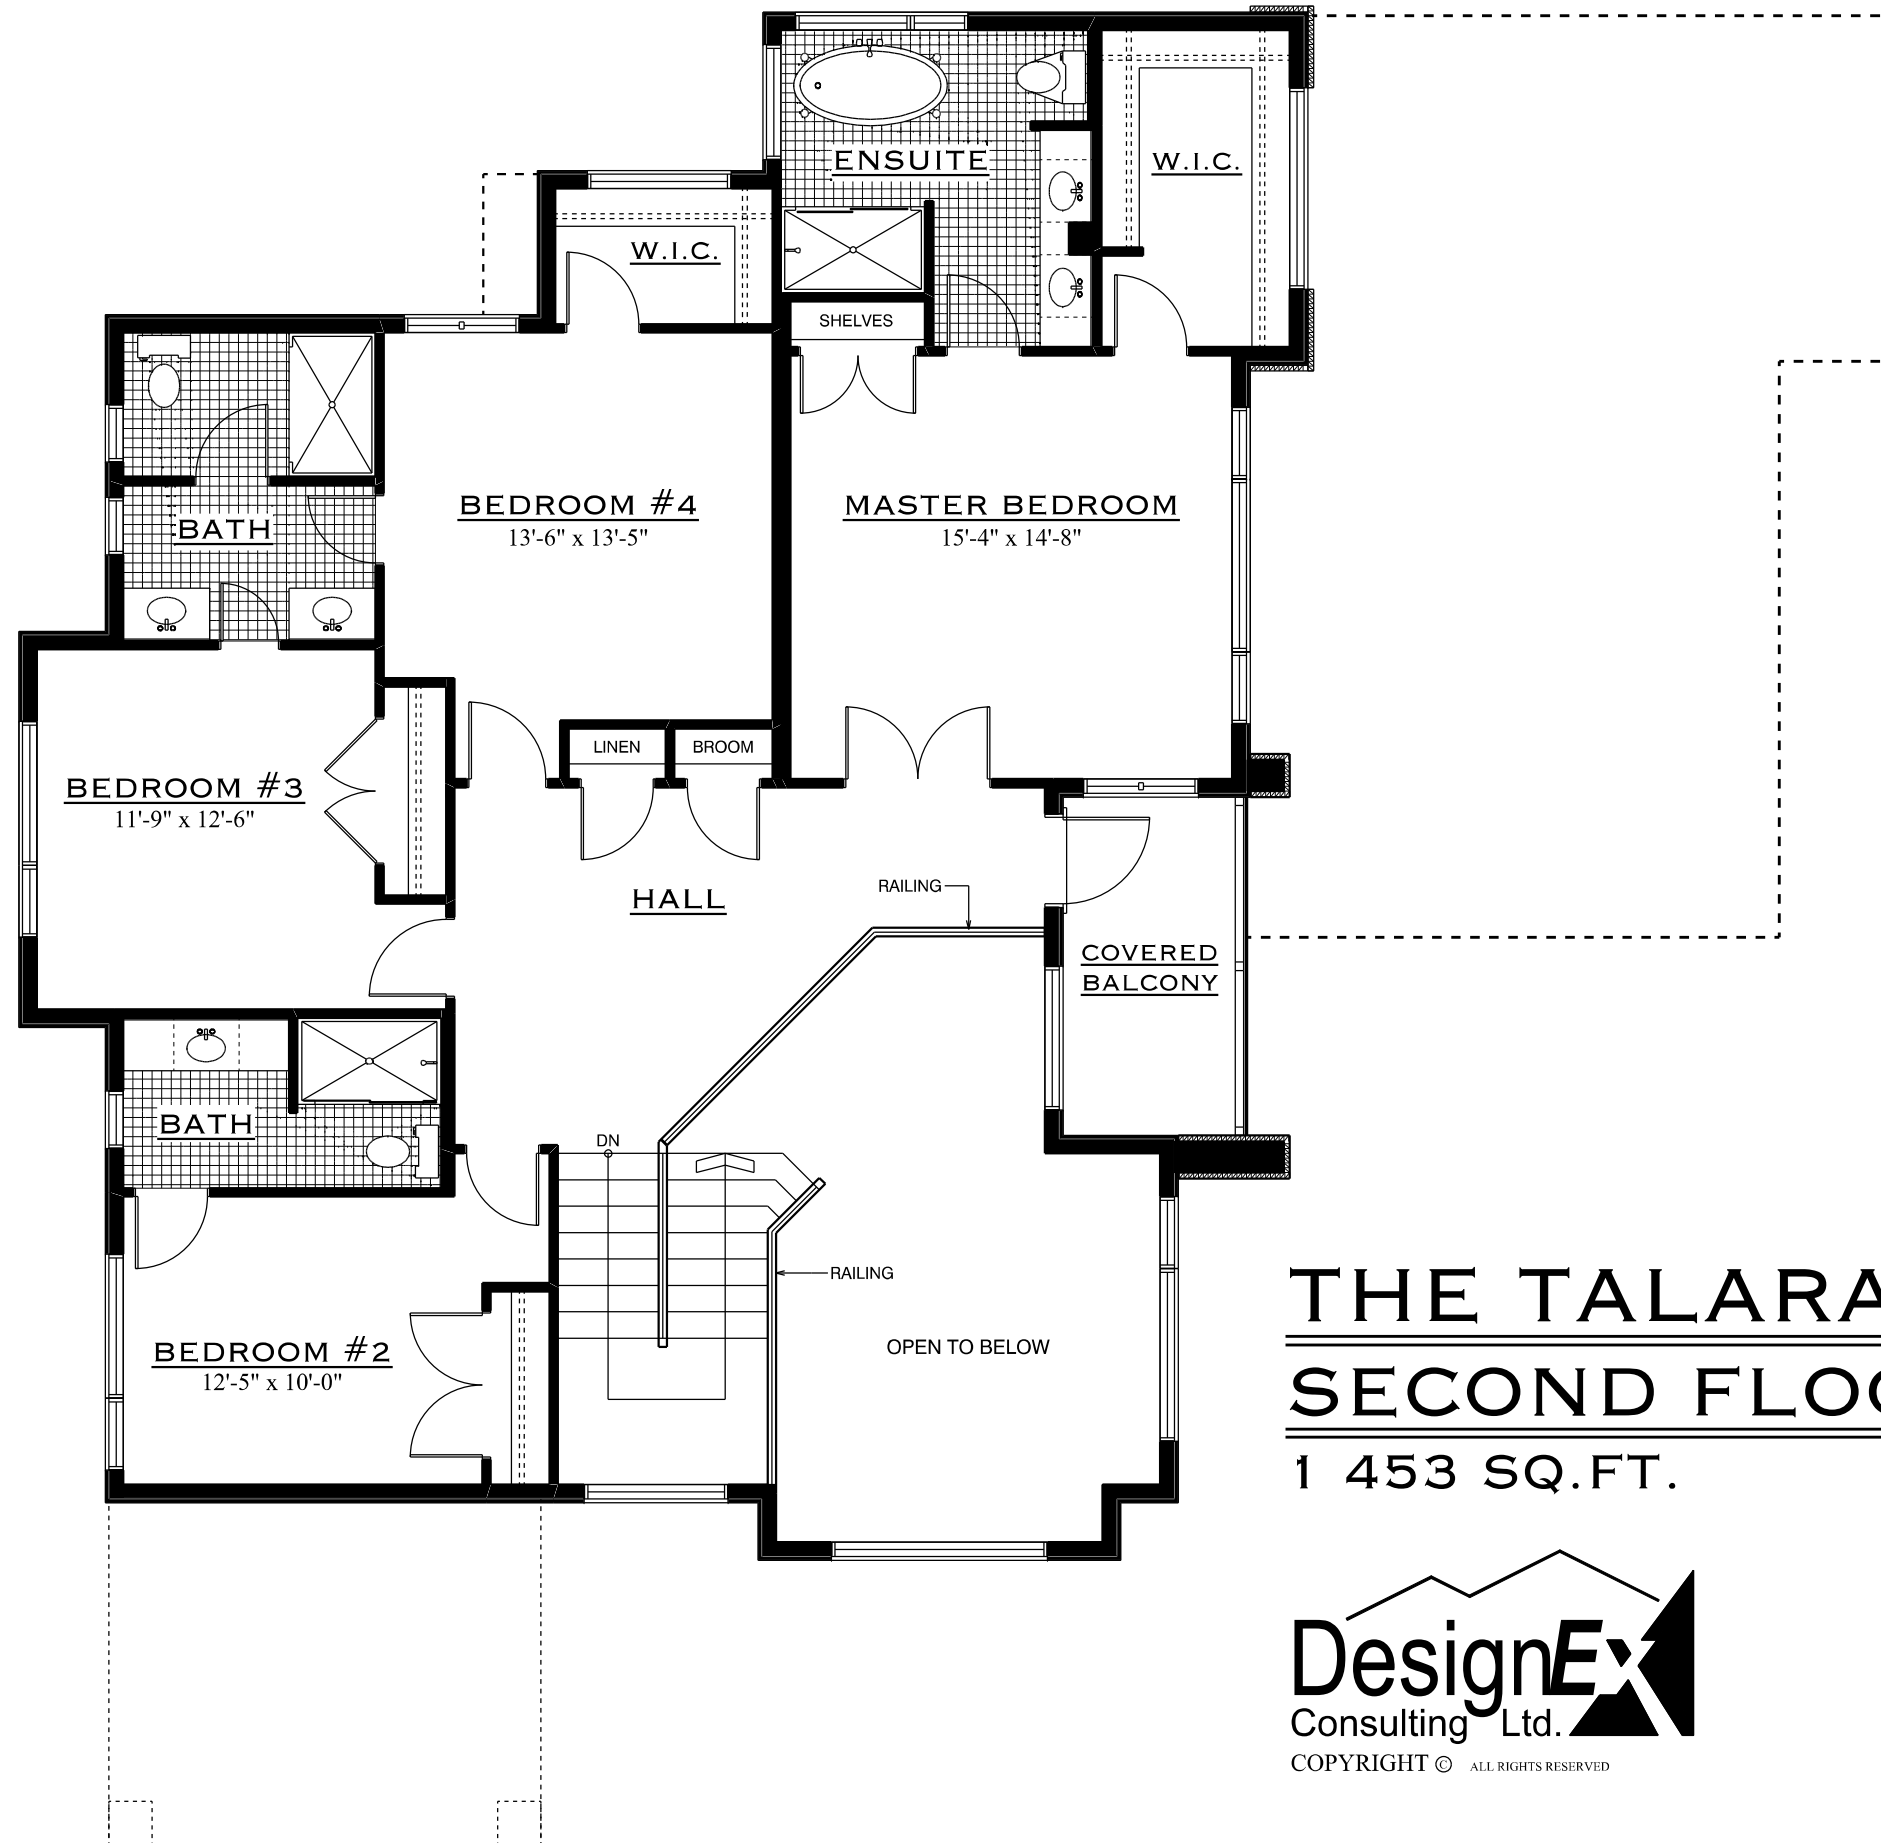 ENSUITE
W.I.C.
W.I.C.
SHELVES
BATH
BEDROOM #4
13'-6" x 13'-5"
MASTER BEDROOM
15'-4" x 14'-8"
LINEN
BROOM
BEDROOM #3
11'-9" x 12'-6"
HALL
RAILING
COVERED
BALCONY
BATH
DN
RAILING
BEDROOM #2
12'-5" x 10'-0"
OPEN TO BELOW
THE TALARA
SECOND FLOO
1 453 SQ.FT.
DesignEx
Consulting Ltd.
COPYRIGHT © ALL RIGHTS RESERVED